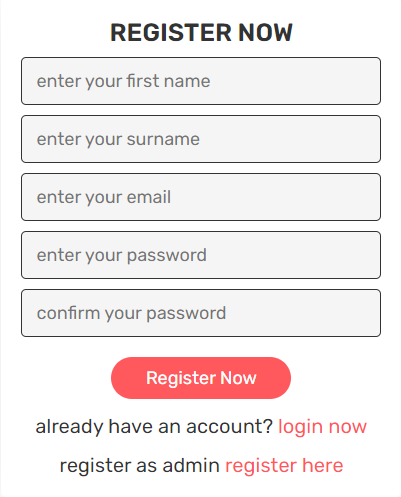 REGISTER NOW
enter your first name
enter your surname
enter your email
enter your password
confirm your password
Register Now
already have an account? login now
register as admin register here